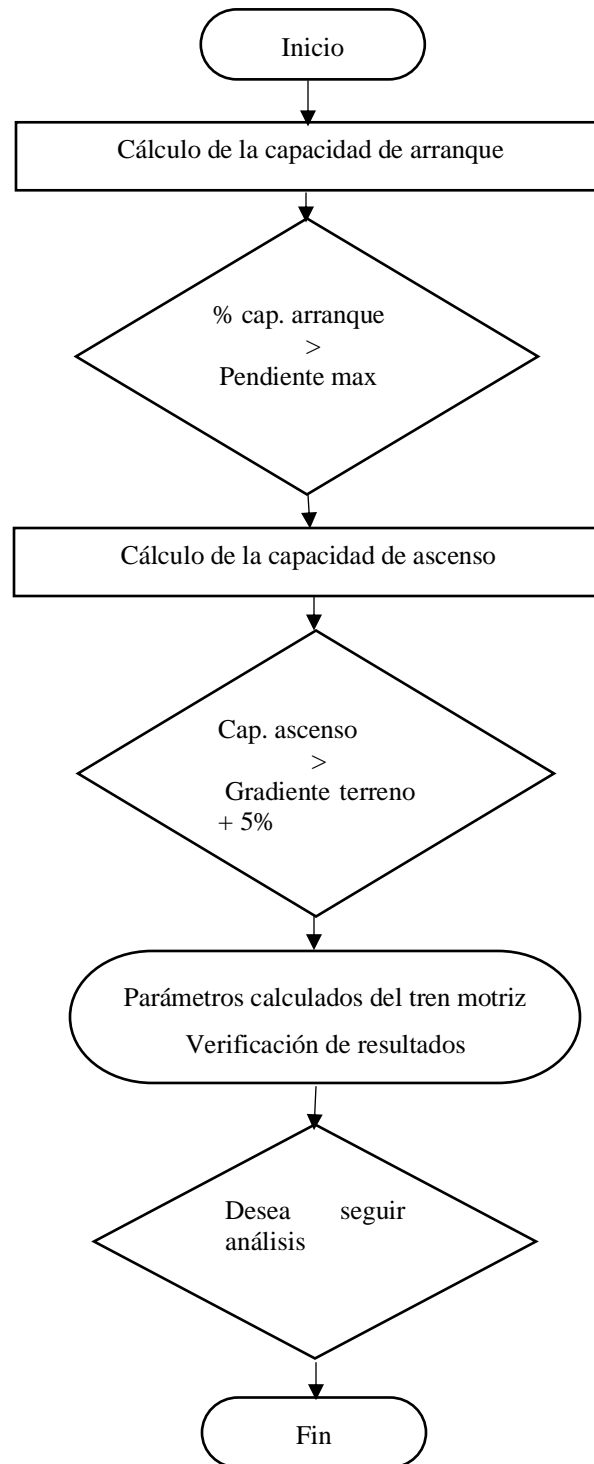 Inicio
Cálculo de la capacidad de arranque
% cap. arranque
>
Pendiente max
Cálculo de la capacidad de ascenso
Cap. ascenso
>
Gradiente terreno
+ 5%
Parámetros calculados del tren motriz
Verificación de resultados
Desea seguir
análisis
Fin